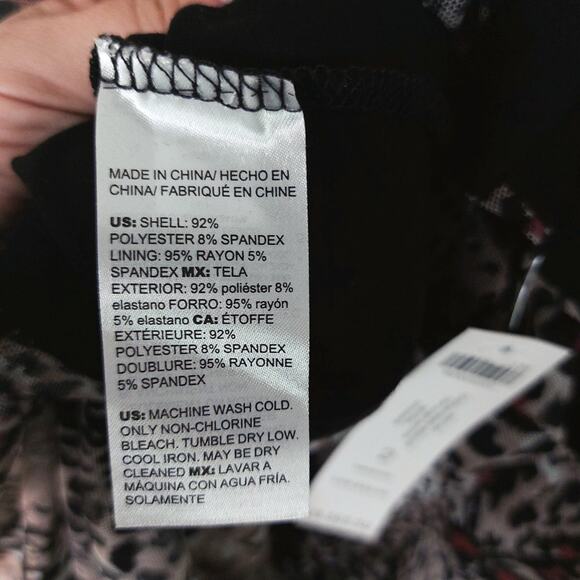 MADE IN CHINA/ HECHO EN
CHINA/ FABRIQUÉ EN CHINE
US: SHELL: 92%
POLYESTER 8% SPANDEX
LINING: 95% RAYON 5%
SPANDEX MX: TELA
EXTERIOR: 92% poliéster 8%
elastano FORRO: 95% rayón
5% elastano CA: ÉTOFFE
EXTÉRIEURE: 92%
POLYESTER 8% SPANDEX
DOUBLURE: 95% RAYONNE
5% SPANDEX
US: MACHINE WASH COLD.
ONLY NON-CHLORINE
BLEACH. TUMBLE DRY LOW.
COOL IRON. MAY BE DRY
CLEANED MX: LAVAR A
MÁQUINA CON AGUA FRÍA.
SOLAMENTE